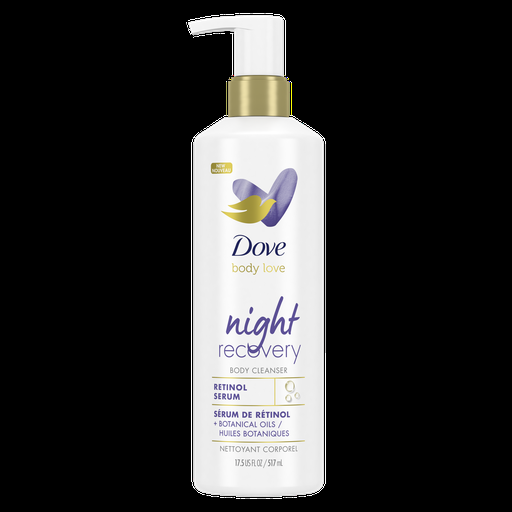 NEW
NOUVEAU
Dove
body love
night
recovery
BODY CLEANSER
RETINOL
SERUM
SÉRUM DE RÉTINOL
+ BOTANICAL OILS /
HUILES BOTANIQUES
NETTOYANT CORPOREL
17.5 US FL OZ / 517 mL